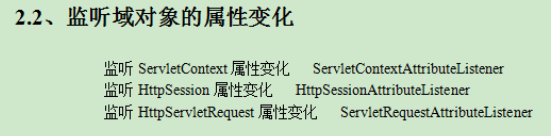 2.2、监听域对象的属性变化
监听 ServletContext 属性变化 ServletContextAttributeListener
监听 HttpSession 属性变化 HttpSessionAttributeListener
监听 HttpServletRequest 属性变化 ServletRequestAttributeListener